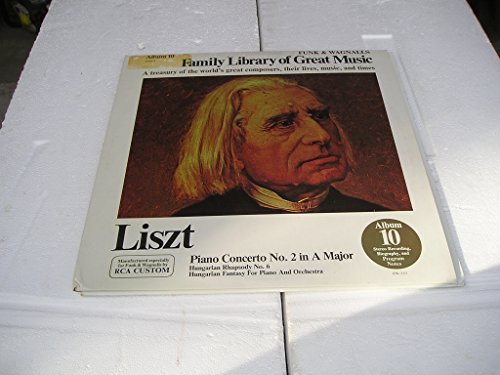 Album 10
FUNK & WAGNALLS
Family Library of Great Music
A treasury of the world's great composers, their lives, music, and times
Liszt
Manufactured especially
for Funk & Wagnalls by
RCA CUSTOM
Piano Concerto No. 2 in A Major
Hungarian Rhapsody No. 6
Hungarian Fantasy For Piano And Orchestra
Album
10
Stereo Recording,
Biography, and
Program
Notes